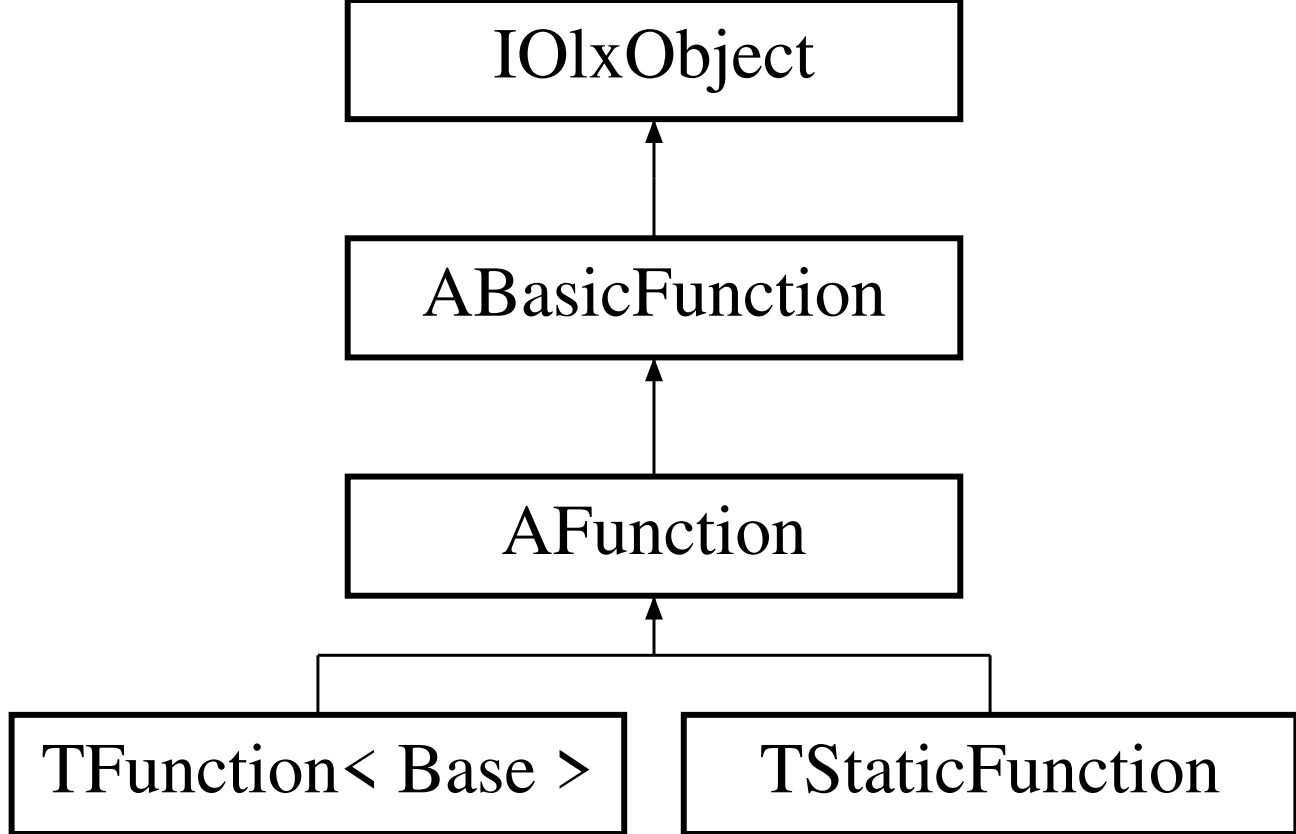 IOlxObject
ABasicFunction
AFunction
TFunction< Base >
TStaticFunction